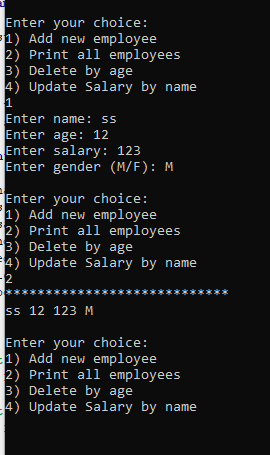 Enter your choice:
1) Add new employee
2) Print all employees
3) Delete by age
4) Update Salary by name
1
Enter name: ss
Enter age: 12
Enter salary: 123
Enter gender (M/F): M
Enter your choice:
1) Add new employee
2) Print all employees
3) Delete by age
4) Update Salary by name
2
****************************
ss 12 123 M
Enter your choice:
1) Add new employee
2) Print all employees
3) Delete by age
4) Update Salary by name